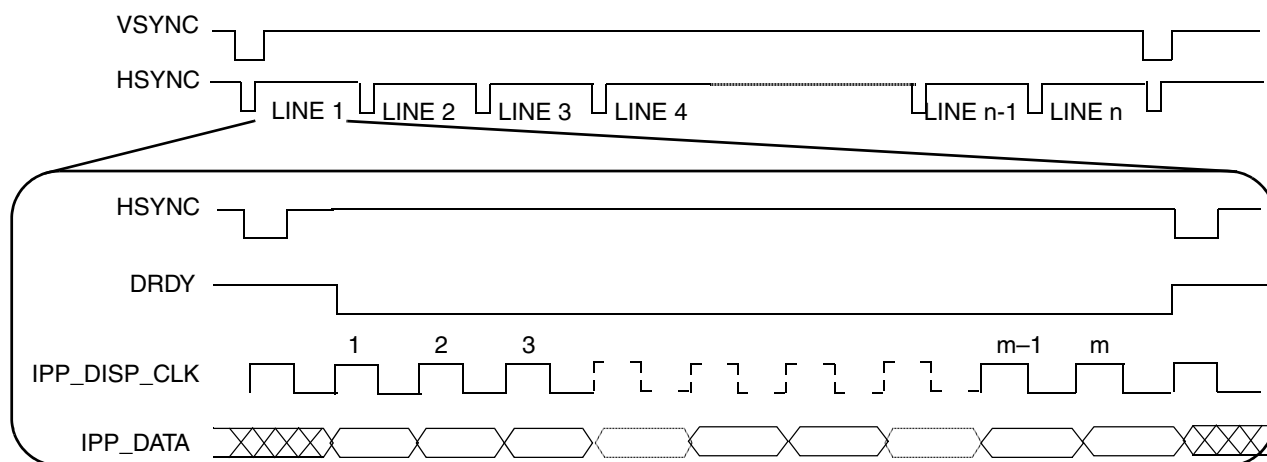 VSYNC
HSYNC
LINE 1 LINE 2 LINE 3 LINE 4 LINE n-1 LINE n
HSYNC
DRDY
1 2 3 m–1 m
IPP_DISP_CLK
IPP_DATA